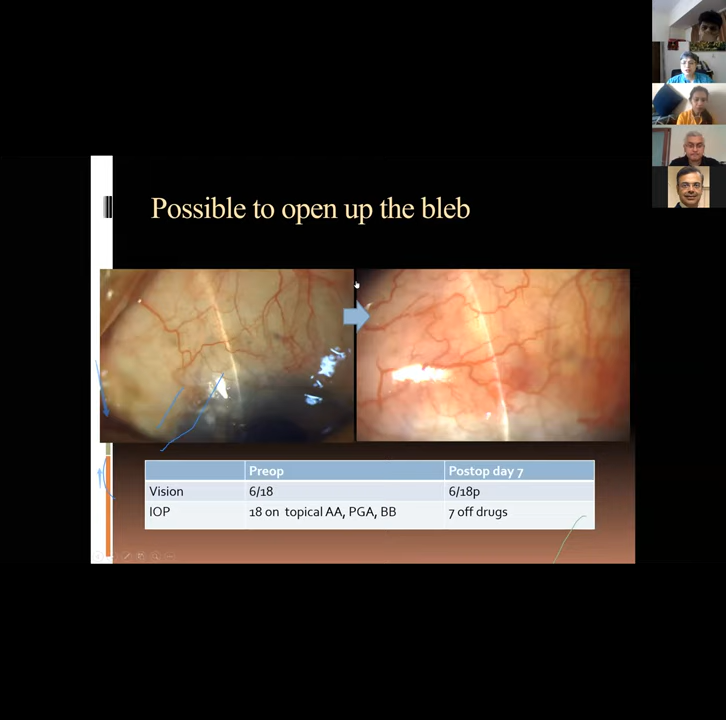 Possible to open up the bleb
Preop Postop day 7
Vision 6/18 6/18p
IOP 18 on topical AA, PGA, BB 7 off drugs